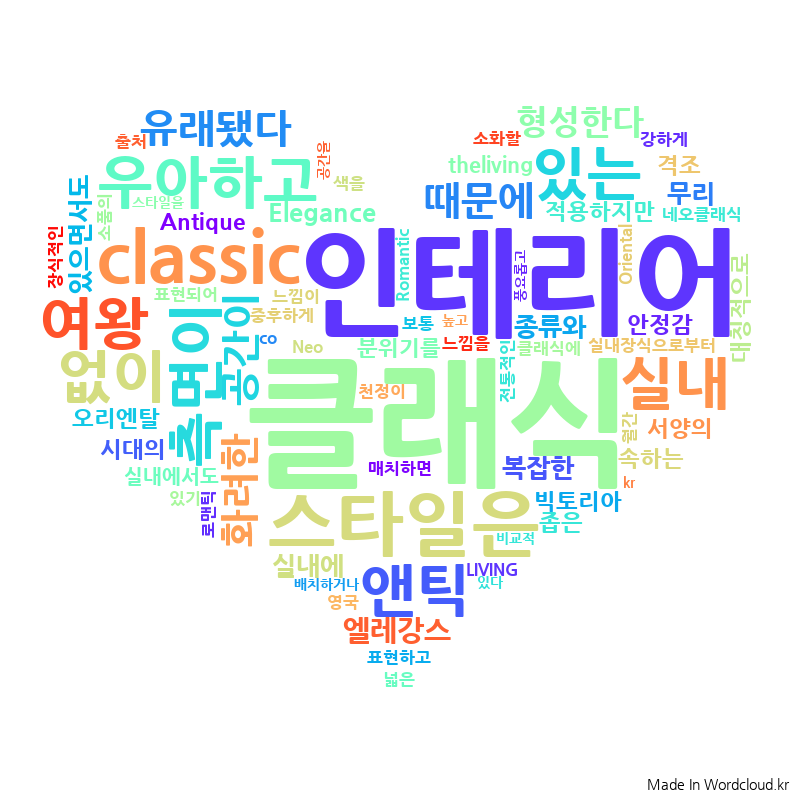 유래됐다
형성한다
출처
소화할
강하게
공간을
우아하고
있는
theliving
격조
색을
스타일을
소품의
있으면서도
때문에
무리
Antique
Elegance
적용하지만
네오클래식
장식적인
classic
인테리어
Romantic
풍요롭고
Oriental
대칭적으로
표현되어
느낌이
여왕
중후하게
보통
높고
종류와
안정감
측면이
공간이
co
Neo
분위기를
느낌을
클래식에
실내장식으로부터
없이
클래식
전통적인
실내
천정이
오리엔탈
월간
서양의
시대의
화려한
매치하면
복잡한
속하는
실내에서도
kr
있기
로맨틱
스타일은
빅토리아
좁은
비교적
실내에
앤틱
LIVING
있다
배치하거나
영국
엘레강스
표현하고
넓은
Made In Wordcloud.kr